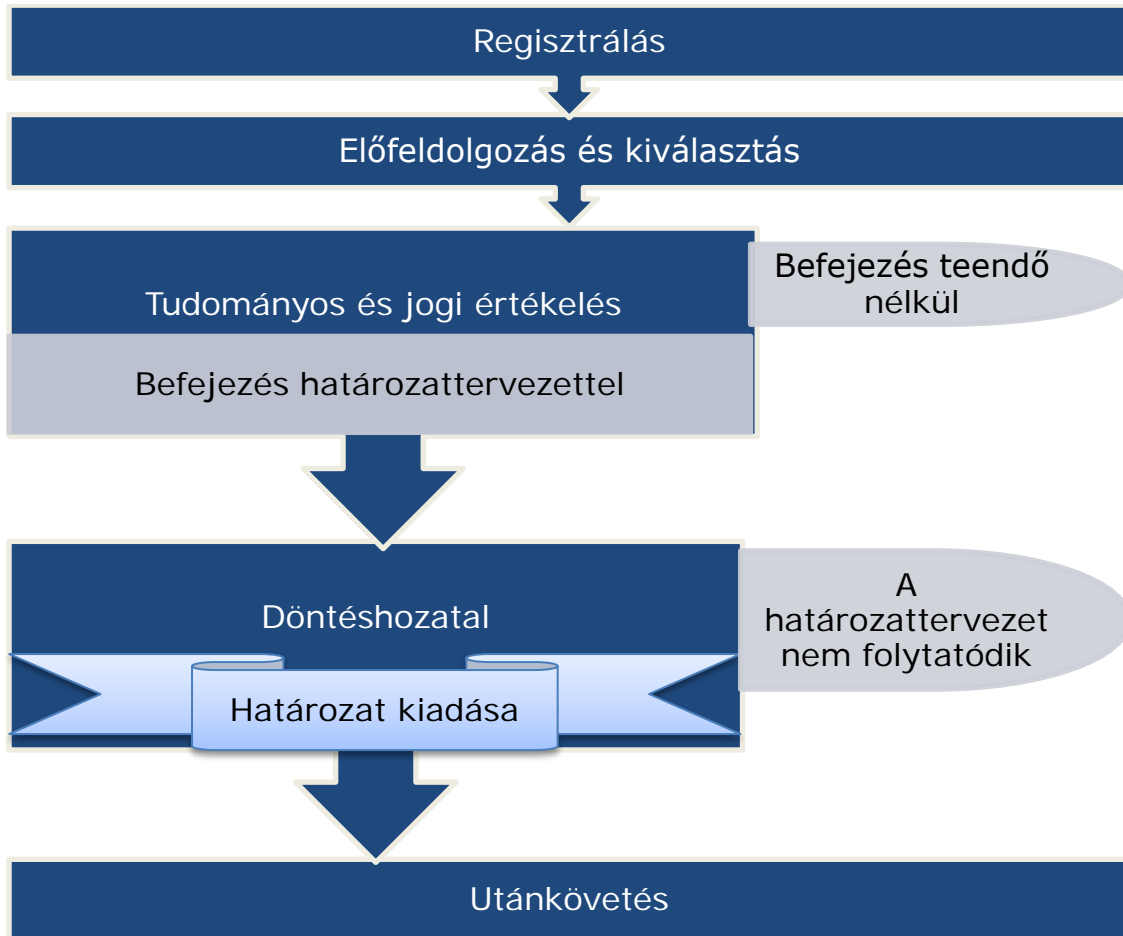 Regisztrálás
Előfeldolgozás és kiválasztás
Tudományos és jogi értékelés
Befejezés teendő
nélkül
Befejezés határozattervezettel
Döntéshozatal
A
határozattervezet
nem folytatódik
Határozat kiadása
Utánkövetés